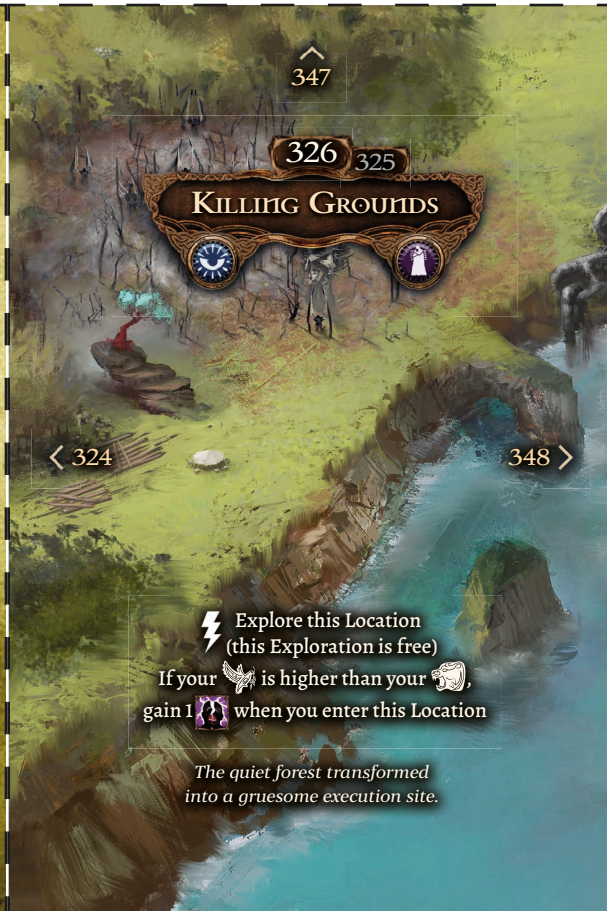 347
326 325
Killing Grounds
< 324
348 >
Explore this Location
(this Exploration is free)
If your is higher than your ,
gain 1 when you enter this Location
The quiet forest transformed
into a gruesome execution site.